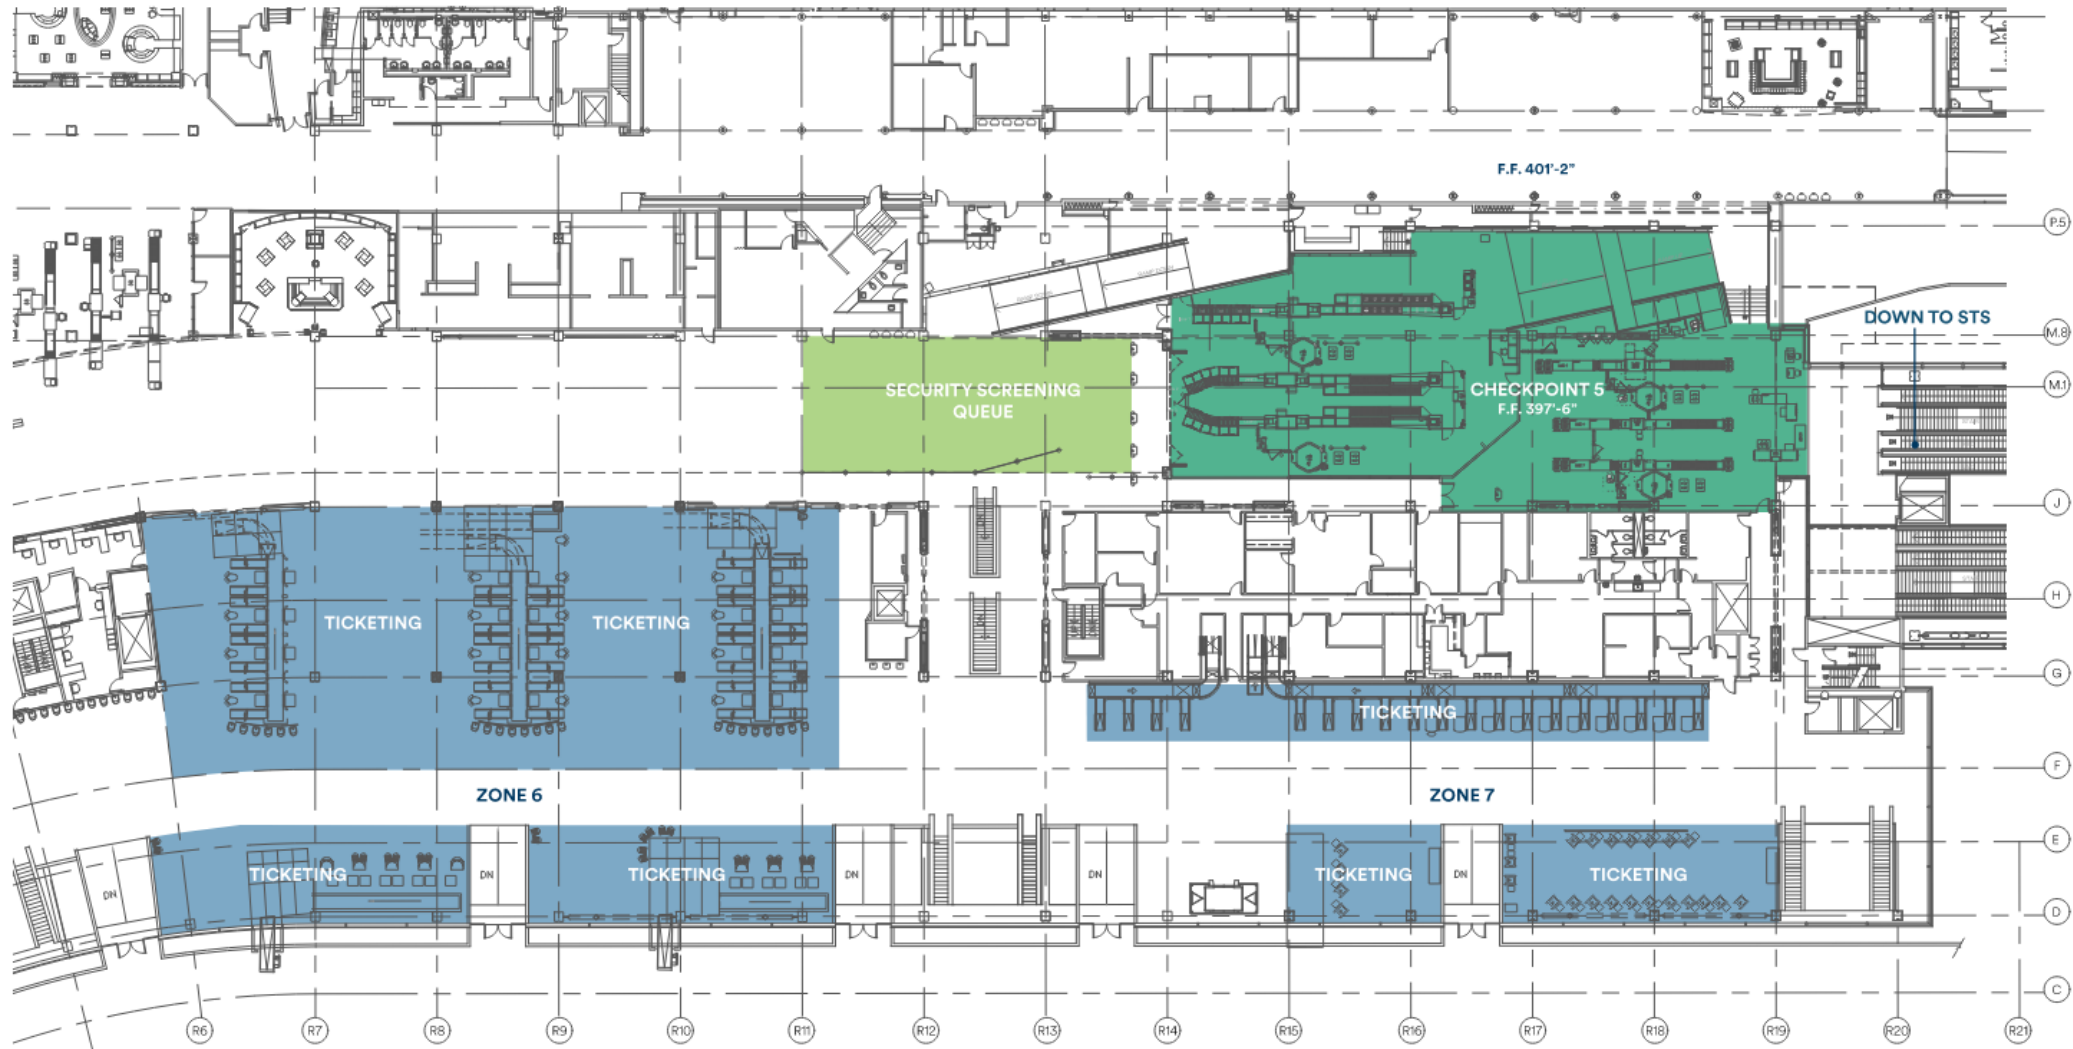 F.F. 401'-2"
P.5
DOWN TO STS
M.8
SECURITY SCREENING
QUEUE
CHECKPOINT 5
F.F. 397'-6"
M.1
J
DN
H
TICKETING
TICKETING
DN
G
TICKETING
F
ZONE 6
ZONE 7
E
TICKETING
DN
TICKETING
DN
DN
TICKETING
DN
TICKETING
DN
D
C
R6
R7
R8
R9
R10
R11
R12
R13
R14
R15
R16
R17
R18
R19
R20
R21